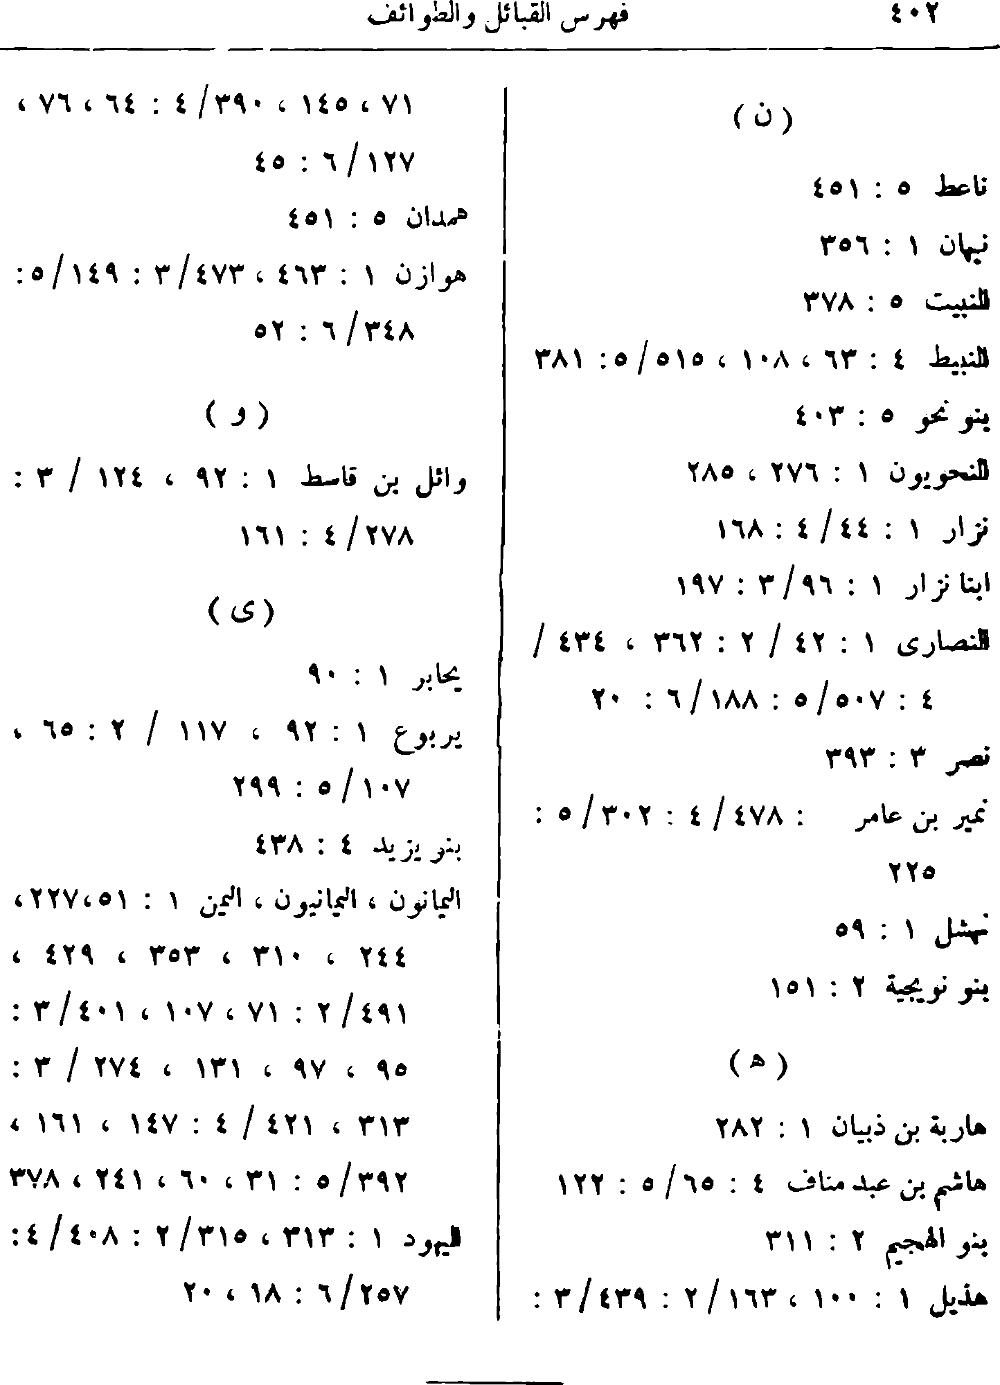 ٤٠٢ فهرس القبائل والطوائف
( ن )
ناعط ٥ : ٤٥١
نبهان ١ : ٣٥٦
النبيت ٥ : ٣٧٨
النبيط ٤ : ٦٣ ، ١٠٨ ، ٥١٥/٥ : ٣٨١
بنو نحو ٥ : ٤٠٣
النحويون ١ : ٢٧٦ ، ٢٨٥
نزار ١ : ٤٤/ ٤ : ١٦٨
ابنا نزار ١ : ٩٦/ ٣ : ١٩٧
النصارى ١ : ٤٢ / ٢ : ٣٦٢ ، ٤٣٤ /
٤ : ٥٠٧/ ٥ : ١٨٨/ ٦ : ٢٠
نصر ٣ : ٣٩٣
نمير بن عامر : ٤٧٨/ ٤ : ٣٠٢/ ٥ :
٢٢٥
نهشل ١ : ٥٩
بنو نويجية ٢ : ١٥١
( ه )
هاربة بن ذبيان ١ : ٢٨٢
هاشم بن عبد مناف ٤ : ٦٥/ ٥ : ١٢٢
بنو الهجيم ٢ : ٣١١
هذيل ١ : ١٠٠ ، ١٦٣/ ٢ : ٤٣٩/ ٣ :
٧١ ، ١٤٥ ، ٣٩٠/ ٤ : ٦٤ ، ٧٦ ،
١٢٧/ ٦ : ٤٥
همدان ٥ : ٤٥١
هوازن ١ : ٤٦٣ ، ٤٧٣/ ٣ : ١٤٩/ ٥ :
٣٤٨/ ٦ : ٥٢
( و )
وائل بن قاسط ١ : ٩٢ ، ١٢٤ / ٣ :
٢٧٨/ ٤ : ١٦١
( ى )
يحابر ١ : ٩٠
يربوع ١ : ٩٢ ، ١١٧ / ٢ : ٦٥ ،
١٠٧/ ٥ : ٢٩٩
بنو يزيد ٤ : ٤٣٨
اليمانون ، اليمانيون ، اليمن ١ : ٥١،٢٢٧،
٢٤٤ ، ٣١٠ ، ٣٥٣ ، ٤٢٩ ،
٤٩١/ ٢ : ٧١ ، ١٠٧ ، ٤٠١/ ٣ :
٩٥ ، ٩٧ ، ١٣١ ، ٢٧٤ / ٣ :
٣١٣ ، ٤٢١ / ٤ : ١٤٧ ، ١٦١ ،
٣٩٢/ ٥ : ٣١ ، ٦٠ ، ٢٤١ ، ٣٧٨
اليهود ١ : ٣١٣ ، ٣١٥/ ٢ : ٤٠٨/ ٤ :
٢٥٧/ ٦ : ٦٨ ، ٢٠